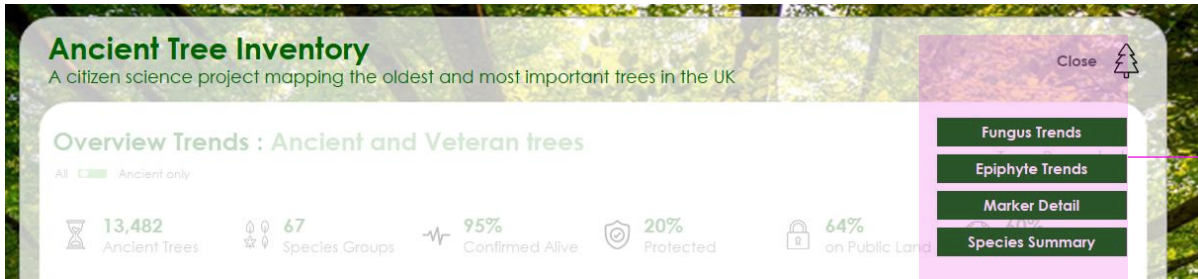 Ancient Tree Inventory
A citizen science project mapping the oldest and most important trees in the UK
Close
Overview Trends : Ancient and Veteran trees
All Ancient only
Fungus Trends
Epiphyte Trends
Marker Detail
Species Summary
13,482
Ancient Trees
67
Species Groups
95%
Confirmed Alive
20%
Protected
64%
on Public Land
60%